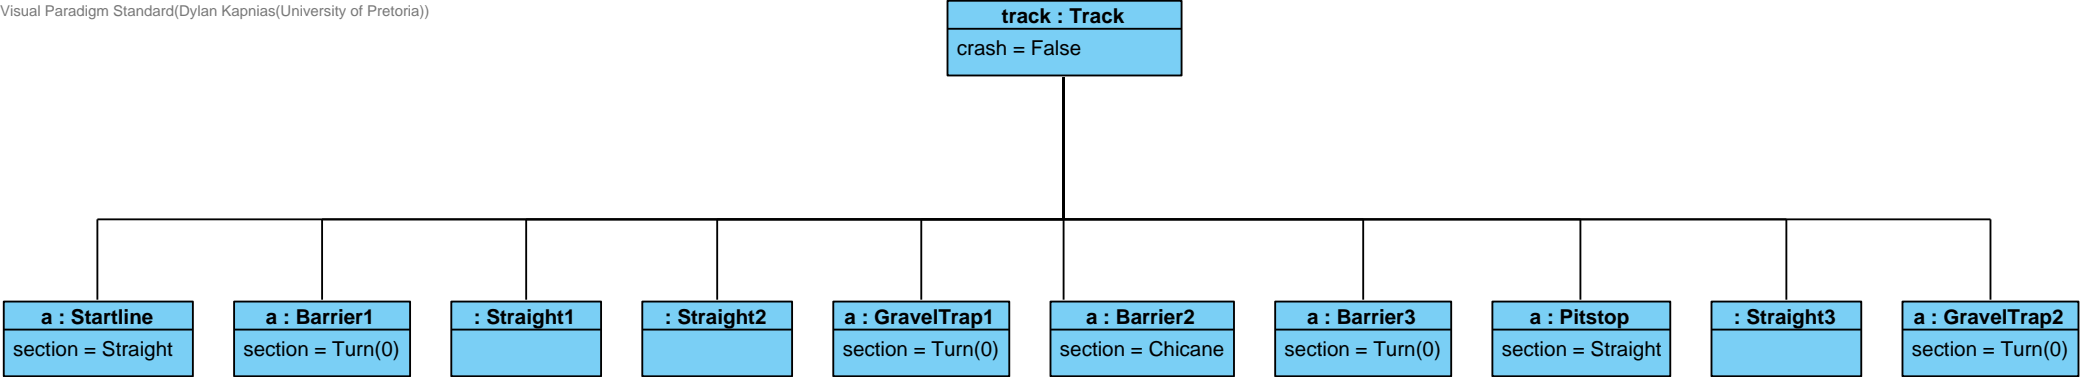 Visual Paradigm Standard(Dylan Kapnias(University of Pretoria))
track : Track
crash = False
a : Startline
section = Straight
a : Barrier1
section = Turn(0)
: Straight1
: Straight2
a : GravelTrap1
section = Turn(0)
a : Barrier2
section = Chicane
a : Barrier3
section = Turn(0)
a : Pitstop
section = Straight
: Straight3
a : GravelTrap2
section = Turn(0)